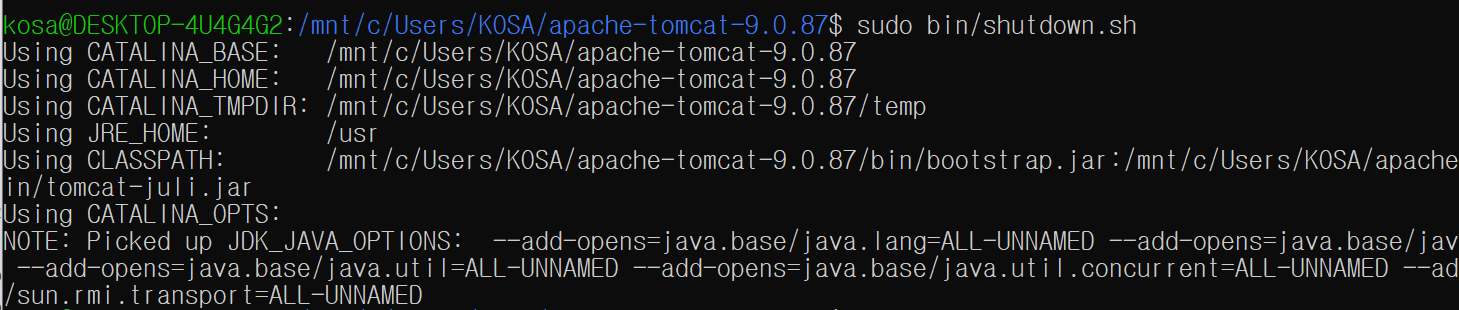 kosa@DESKTOP-4U4G4G2:/mnt/c/Users/KOSA/apache-tomcat-9.0.87$ sudo bin/shutdown.sh
Using CATALINA_BASE:   /mnt/c/Users/KOSA/apache-tomcat-9.0.87
Using CATALINA_HOME:   /mnt/c/Users/KOSA/apache-tomcat-9.0.87
Using CATALINA_TMPDIR: /mnt/c/Users/KOSA/apache-tomcat-9.0.87/temp
Using JRE_HOME:        /usr
Using CLASSPATH:       /mnt/c/Users/KOSA/apache-tomcat-9.0.87/bin/bootstrap.jar:/mnt/c/Users/KOSA/apache
in/tomcat-juli.jar
Using CATALINA_OPTS:
NOTE: Picked up JDK_JAVA_OPTIONS:  --add-opens=java.base/java.lang=ALL-UNNAMED --add-opens=java.base/jav
 --add-opens=java.base/java.util=ALL-UNNAMED --add-opens=java.base/java.util.concurrent=ALL-UNNAMED --ad
/sun.rmi.transport=ALL-UNNAMED